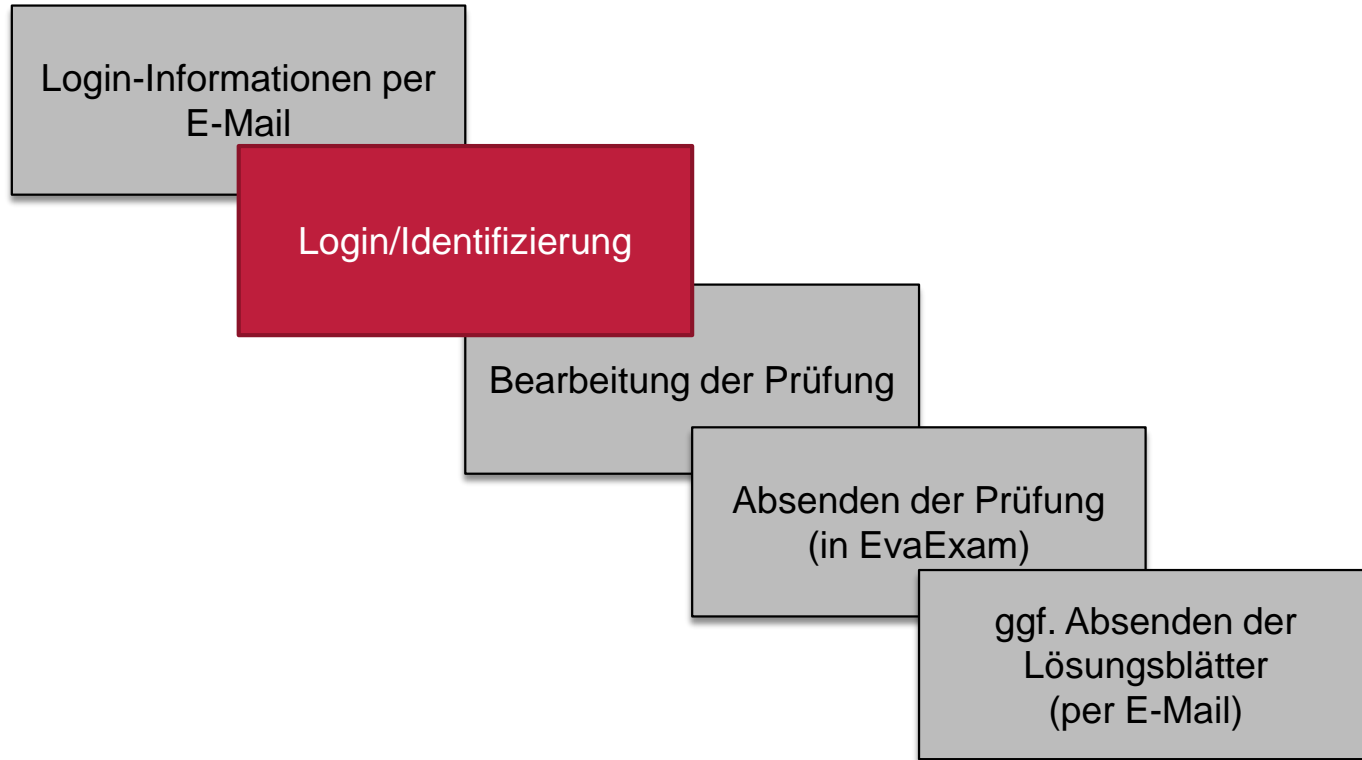 Login-Informationen per
E-Mail
Login/Identifizierung
Bearbeitung der Prüfung
Absenden der Prüfung
(in EvaExam)
ggf. Absenden der
Lösungsblätter
(per E-Mail)